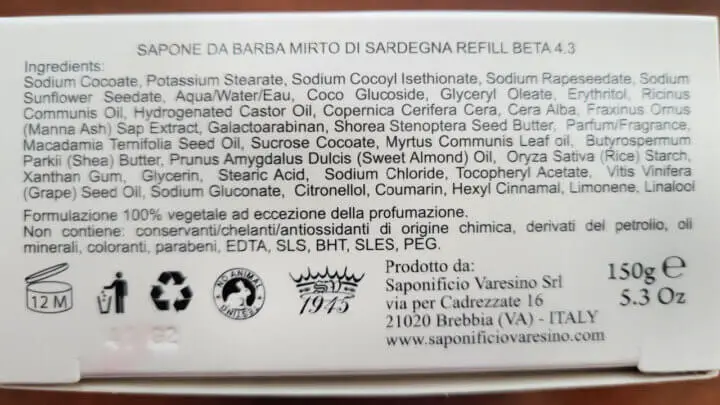 SAPONE DA BARBA MIRTO DI SARDEGNA REFILL BETA 4.3
Ingredients:
Sodium Cocoate, Potassium Stearate, Sodium Cocoyl Isethionate, Sodium Rapeseedate, Sodium
Sunflower Seedate, Aqua/Water/Eau, Coco Glucoside, Glyceryl Oleate, Erythritol, Ricinus
Communis Oil, Hydrogenated Castor Oil, Copernica Cerifera Cera, Cera Alba, Fraxinus Ornus
(Manna Ash) Sap Extract, Galactoarabinan, Shorea Stenoptera Seed Butter, Parfum/Fragrance,
Macadamia Ternifolia Seed Oil, Sucrose Cocoate, Myrtus Communis Leaf oil, Butyrospermum
Parkii (Shea) Butter, Prunus Amygdalus Dulcis (Sweet Almond) Oil, Oryza Sativa (Rice) Starch,
Xanthan Gum, Glycerin, Stearic Acid, Sodium Chloride, Tocopheryl Acetate, Vitis Vinifera
(Grape) Seed Oil, Sodium Gluconate, Citronellol, Coumarin, Hexyl Cinnamal, Limonene, Linalool
Formulazione 100% vegetale ad eccezione della profumazione.
Non contiene: conservanti/chelanti/antiossidanti di origine chimica, derivati del petrolio, oli
minerali, coloranti, parabeni, EDTA, SLS, BHT, SLES, PEG.
12 M
NO ANIMAL TESTING
SV
1945
Prodotto da:
Saponificio Varesino Srl
via per Cadrezzate 16
21020 Brebbia (VA) - ITALY
www.saponificiovaresino.com
150g e
5.3 Oz